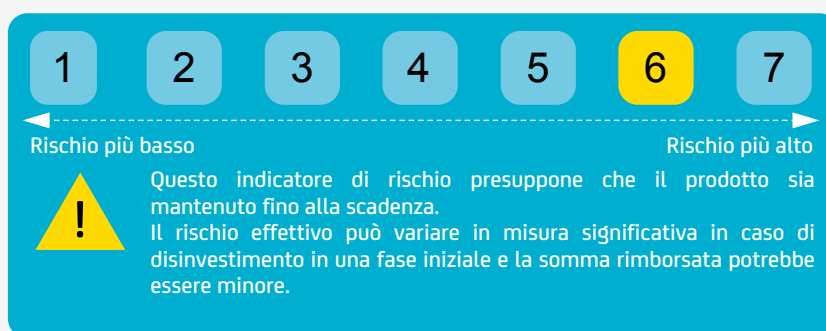 1 2 3 4 5 6 7
Rischio più basso Rischio più alto
!
Questo indicatore di rischio presuppone che il prodotto sia
mantenuto fino alla scadenza.
Il rischio effettivo può variare in misura significativa in caso di
disinvestimento in una fase iniziale e la somma rimborsata potrebbe
essere minore.